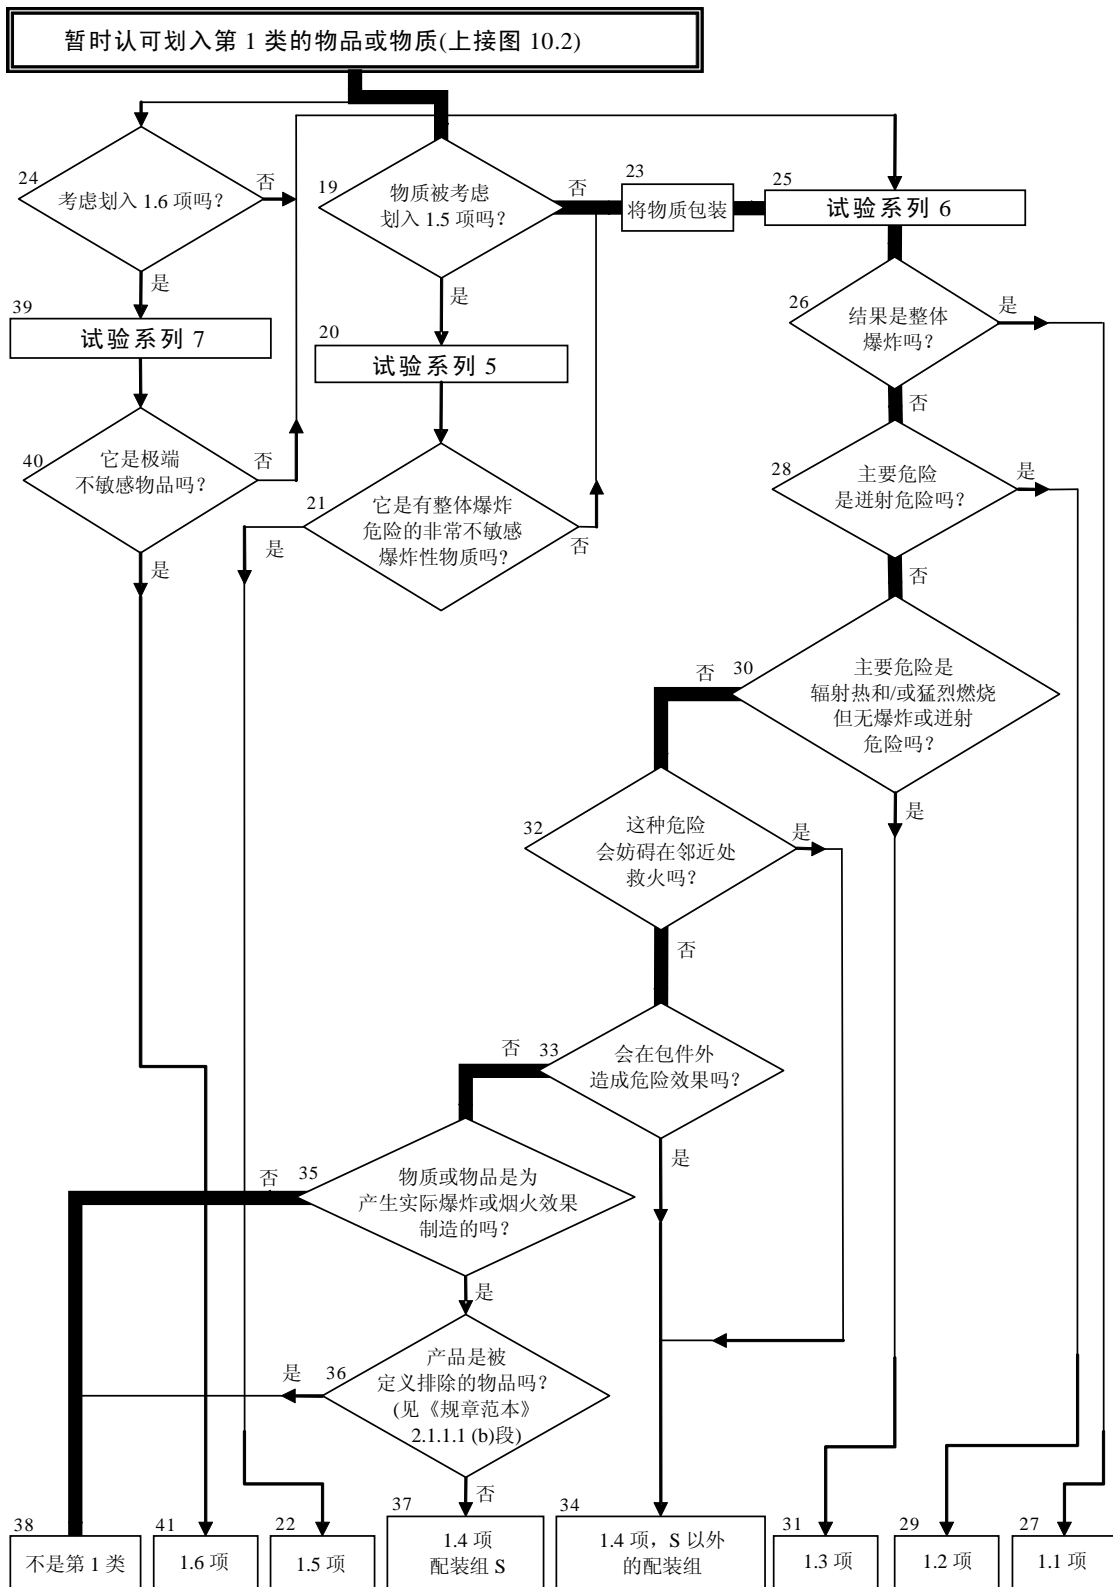 暂时认可划入第 1 类的物品或物质(上接图 10.2)
24
考虑划入 1.6 项吗?
否
是
19
物质被考虑
划入 1.5 项吗?
否
是
23
将物质包装
25
试验系列 6
39
试验系列 7
20
试验系列 5
26
结果是整体
爆炸吗?
是
否
40
它是极端
不敏感物品吗?
否
是
21
它是有整体爆炸
危险的非常不敏感
爆炸性物质吗?
是
否
28
主要危险
是迸射危险吗?
是
否
30
主要危险是
辐射热和/或猛烈燃烧
但无爆炸或迸射
危险吗?
否
是
32
这种危险
会妨碍在邻近处
救火吗?
是
否
33
会在包件外
造成危险效果吗?
否
是
35
物质或物品是为
产生实际爆炸或烟火效果
制造的吗?
否
是
36
产品是被
定义排除的物品吗?
(见《规章范本》
2.1.1.1 (b)段)
是
否
38
不是第 1 类
41
1.6 项
22
1.5 项
37
1.4 项
配装组 S
34
1.4 项，S 以外
的配装组
31
1.3 项
29
1.2 项
27
1.1 项